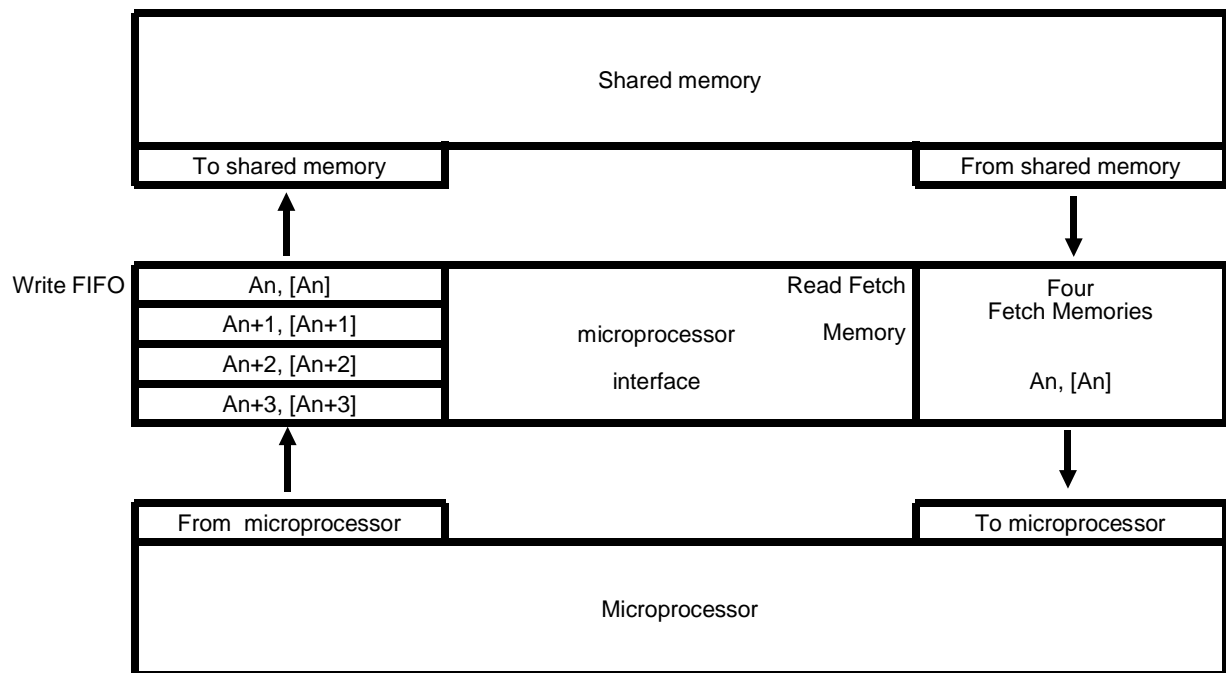 Shared memory
To shared memory
From shared memory
Write FIFO
An, [An]
An+1, [An+1]
An+2, [An+2]
An+3, [An+3]
microprocessor
interface
Read Fetch
Memory
Four
Fetch Memories
An, [An]
From microprocessor
To microprocessor
Microprocessor